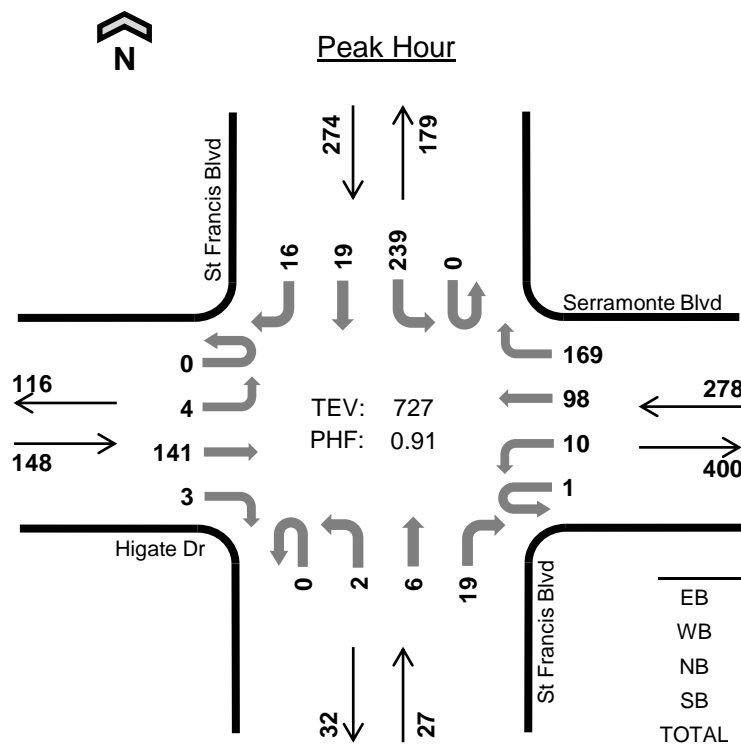 N
Peak Hour
274
179
St Francis Blvd
16
19
239
0
Serramonte Blvd
0
169
116
4
98
278
TEV: 727
PHF: 0.91
148
141
10
400
3
1
Higate Dr
0
2
6
19
St Francis Blvd
32
27
EB
WB
NB
SB
TOTAL